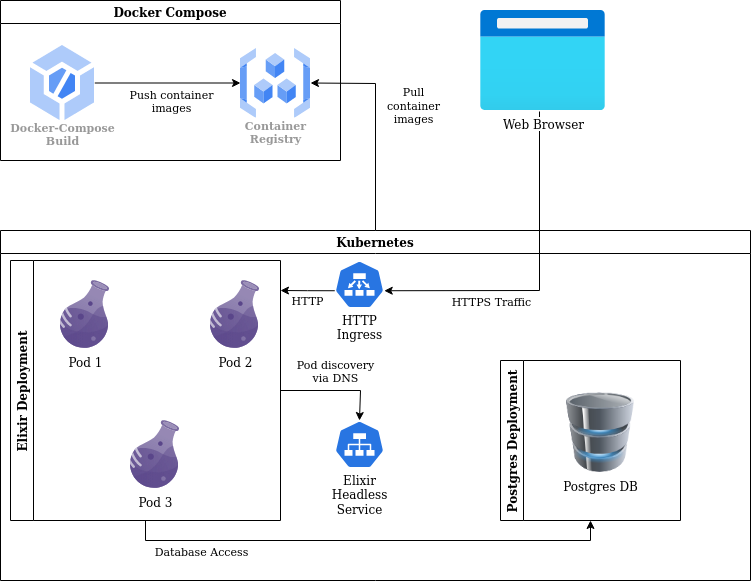 Docker Compose
Docker-Compose
Build
Push container
images
Container
Registry
Pull
container
images
Web Browser
Kubernetes
Elixir Deployment
Pod 1
Pod 2
Pod 3
HTTP
HTTP
Ingress
HTTPS Traffic
Pod discovery
via DNS
Elixir
Headless
Service
Postgres Deployment
Postgres DB
Database Access